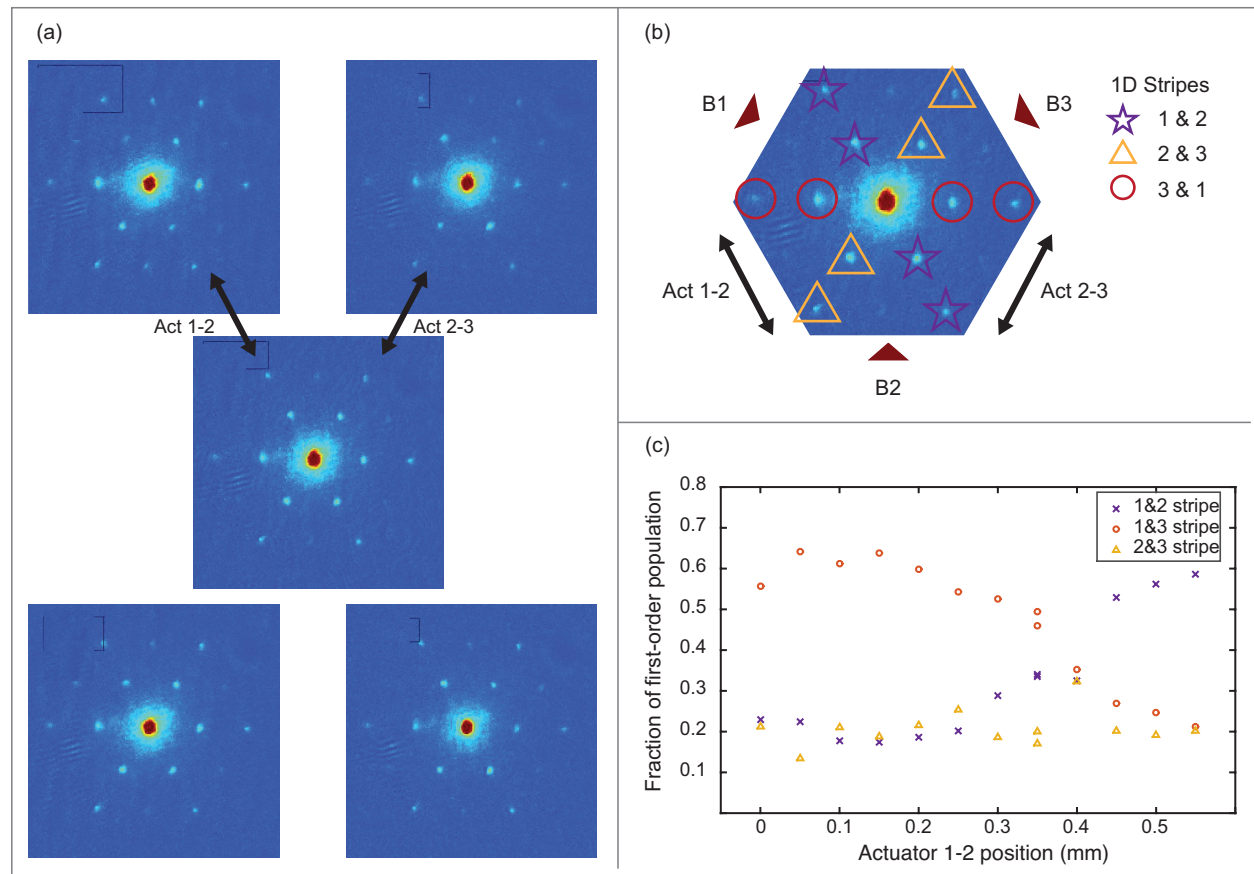 (a)
Act 1-2
Act 2-3
(b)
B1
B3
1D Stripes
1 & 2
2 & 3
3 & 1
Act 1-2
Act 2-3
B2
(c)
Fraction of first-order population
0.8
0.7
0.6
0.5
0.4
0.3
0.2
0.1
1&2 stripe
1&3 stripe
2&3 stripe
0 0.1 0.2 0.3 0.4 0.5
Actuator 1-2 position (mm)